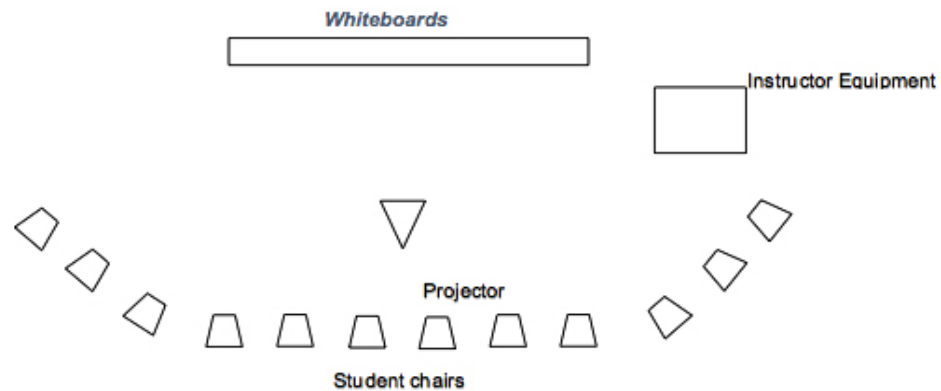 Whiteboards
Instructor Equipment
Projector
Student chairs